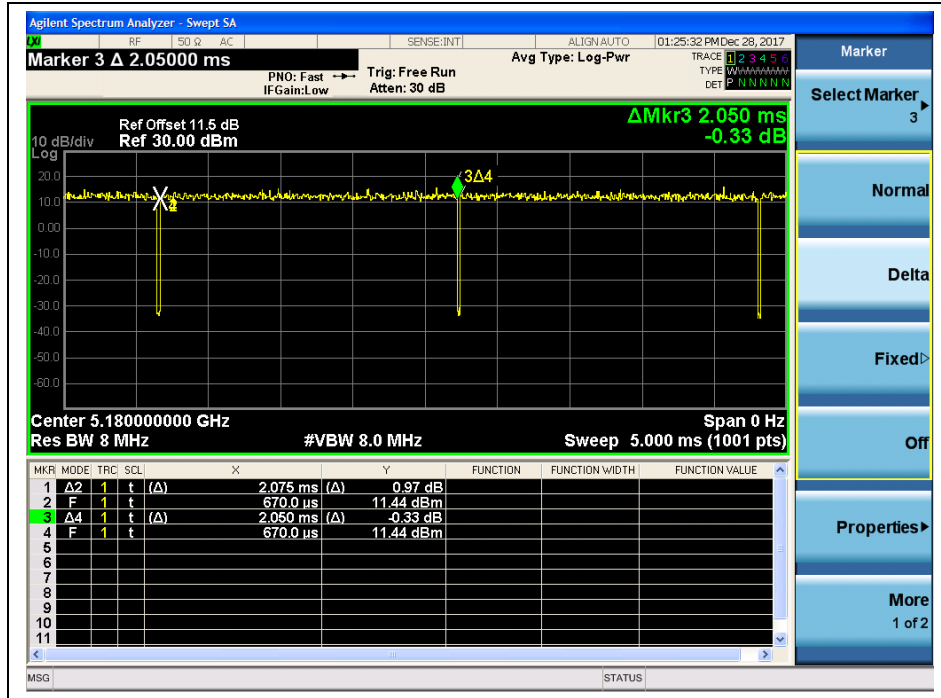 Agilent Spectrum Analyzer - Swept SA
LXI RF 50 Ω AC SENSE:INT ALIGN AUTO 01:25:32 PM Dec 28, 2017
Marker 3 Δ 2.05000 ms
PNO: Fast
IFGain:Low
Trig: Free Run
Atten: 30 dB
Avg Type: Log-Pwr
TRACE 1 2 3 4 5 6
TYPE WWWWWW
DET P N N N N N
ΔMkr3 2.050 ms
-0.33 dB
Ref Offset 11.5 dB
10 dB/div Ref 30.00 dBm
Log
20.0
10.0
0.00
-10.0
-20.0
-30.0
-40.0
-50.0
-60.0
3Δ4
Center 5.180000000 GHz Span 0 Hz
Res BW 8 MHz #VBW 8.0 MHz Sweep 5.000 ms (1001 pts)
MKR MODE TRC SCL X Y FUNCTION FUNCTION WIDTH FUNCTION VALUE
1 Δ2 1 t (Δ) 2.075 ms (Δ) 0.97 dB
2 F 1 t 670.0 µs 11.44 dBm
3 Δ4 1 t (Δ) 2.050 ms (Δ) -0.33 dB
4 F 1 t 670.0 µs 11.44 dBm
5
6
7
8
9
10
11
MSG STATUS
Marker
Select Marker
3
Normal
Delta
Fixed
Off
Properties
More
1 of 2